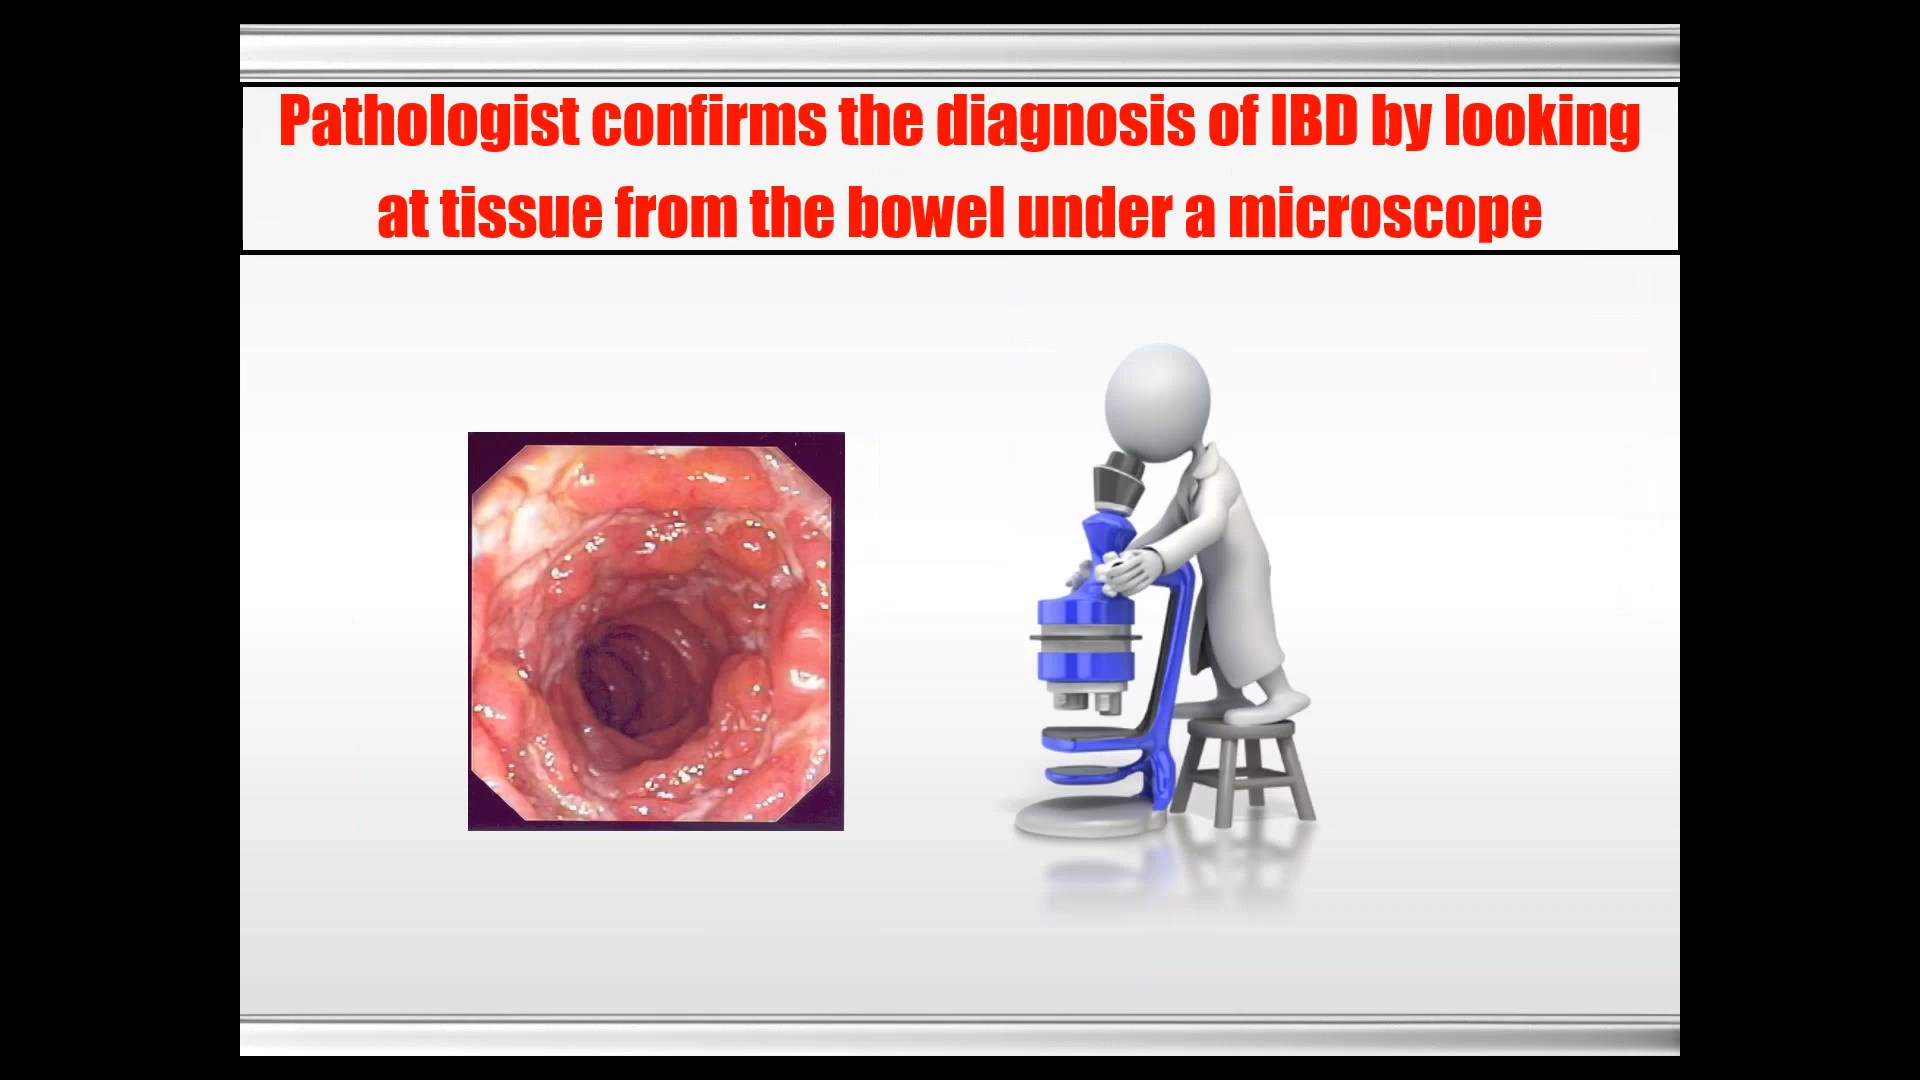 Pathologist confirms the diagnosis of IBD by looking
at tissue from the bowel under a microscope